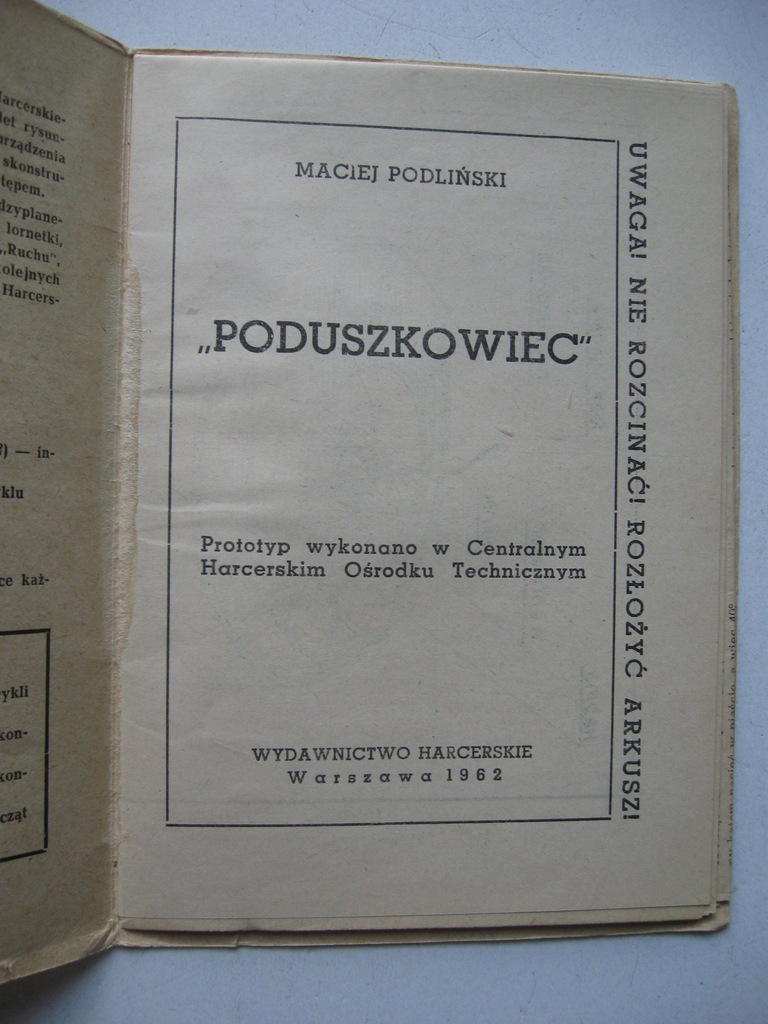 arcerskie-
let rysun-
urządzenia
skonstru-
tępem.
dzyplane-
lornetki,
„Ruchu".
olejnych
Harcers-
) — in-
klu
ce każ-
ykli
kon-
kon-
cząt
MACIEJ PODLIŃSKI
„PODUSZKOWIEC"
Prototyp wykonano w Centralnym
Harcerskim Ośrodku Technicznym
WYDAWNICTWO HARCERSKIE
Warszawa 1962
UWAGA! NIE ROZCINAĆ! ROZŁOŻYĆ ARKUSZ!